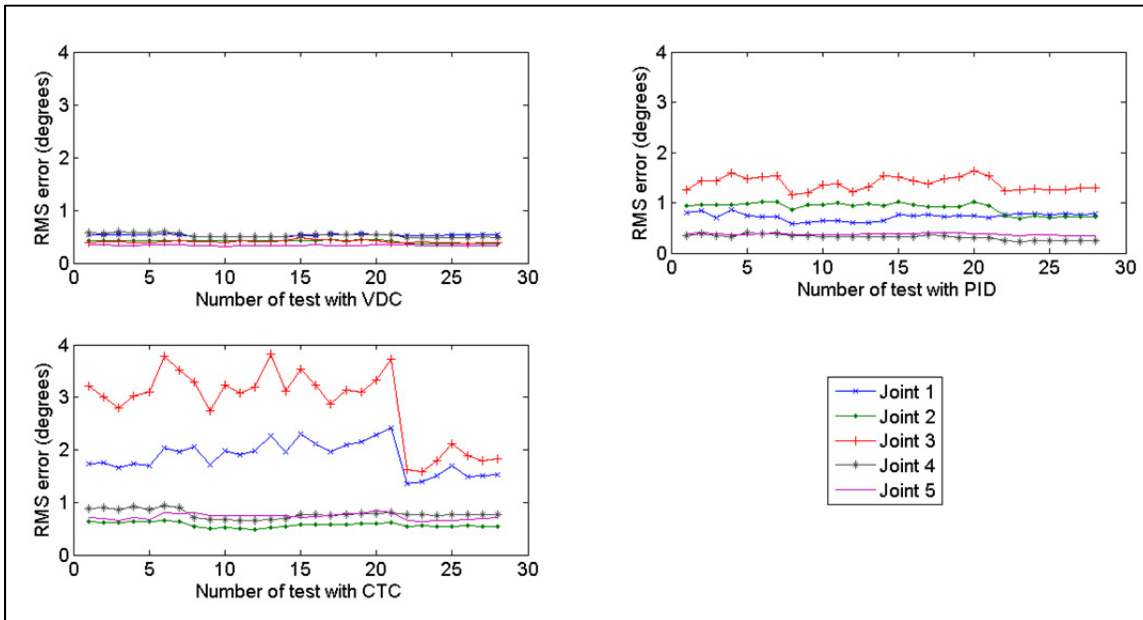 4
3
2
1
0
RMS error (degrees)
0 5 10 15 20 25 30
Number of test with VDC
4
3
2
1
0
RMS error (degrees)
0 5 10 15 20 25 30
Number of test with PID
4
3
2
1
0
RMS error (degrees)
0 5 10 15 20 25 30
Number of test with CTC
Joint 1
Joint 2
Joint 3
Joint 4
Joint 5